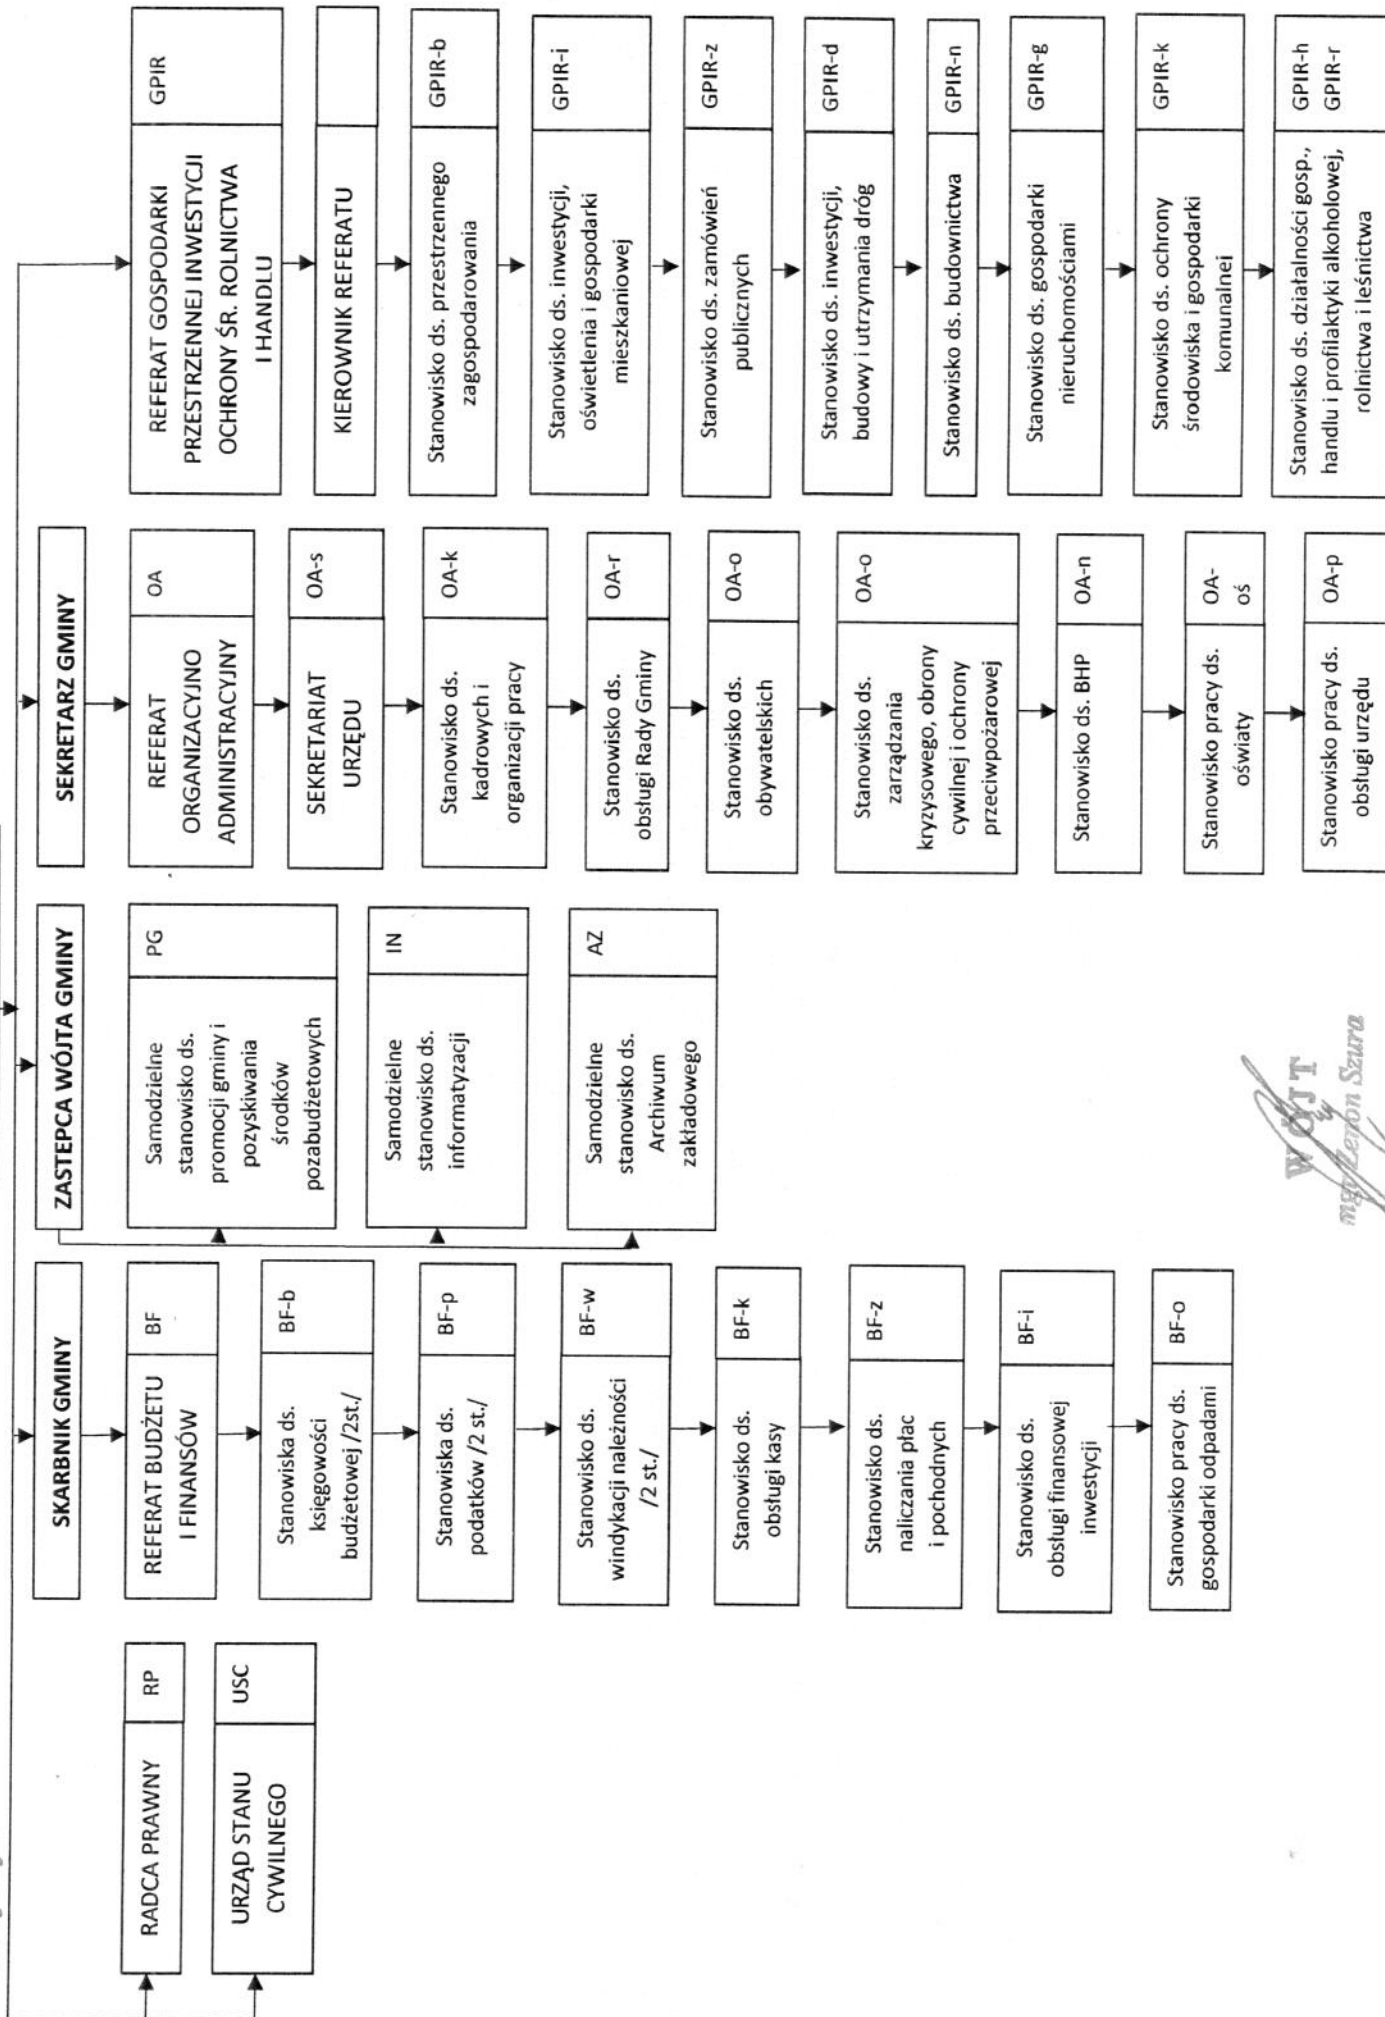 RADCA PRAWNY
RP
URZĄD STANU
CYWILNEGO
USC
SKARBNIK GMINY
REFERAT BUDŻETU
I FINANSÓW
BF
Stanowiska ds.
księgowości
budżetowej /2st./
BF-b
Stanowiska ds.
podatków /2 st./
BF-p
Stanowisko ds.
windykacji należności
/2 st./
BF-w
Stanowisko ds.
obsługi kasy
BF-k
Stanowisko ds.
naliczania płac
i pochodnych
BF-z
Stanowisko ds.
obsługi finansowej
inwestycji
BF-i
Stanowisko pracy ds.
gospodarki odpadami
BF-o
ZASTEPCA WÓJTA GMINY
Samodzielne
stanowisko ds.
promocji gminy i
pozyskiwania
środków
pozabudżetowych
PG
Samodzielne
stanowisko ds.
informatyzacji
IN
Samodzielne
stanowisko ds.
Archiwum
zakładowego
AZ
SEKRETARZ GMINY
REFERAT
ORGANIZACYJNO
ADMINISTRACYJNY
OA
SEKRETARIAT
URZĘDU
OA-s
Stanowisko ds.
kadrowych i
organizacji pracy
OA-k
Stanowisko ds.
obsługi Rady Gminy
OA-r
Stanowisko ds.
obywatelskich
OA-o
Stanowisko ds.
zarządzania
kryzysowego, obrony
cywilnej i ochrony
przeciwpożarowej
OA-o
Stanowisko ds. BHP
OA-n
Stanowisko pracy ds.
oświaty
OA-
oś
Stanowisko pracy ds.
obsługi urzędu
OA-p
REFERAT GOSPODARKI
PRZESTRZENNEJ INWESTYCJI
OCHRONY ŚR. ROLNICTWA
I HANDLU
GPIR
KIEROWNIK REFERATU
Stanowisko ds. przestrzennego
zagospodarowania
GPIR-b
Stanowisko ds. inwestycji,
oświetlenia i gospodarki
mieszkaniowej
GPIR-i
Stanowisko ds. zamówień
publicznych
GPIR-z
Stanowisko ds. inwestycji,
budowy i utrzymania dróg
GPIR-d
Stanowisko ds. budownictwa
GPIR-n
Stanowisko ds. gospodarki
nieruchomościami
GPIR-g
Stanowisko ds. ochrony
środowiska i gospodarki
komunalnej
GPIR-k
Stanowisko ds. działalności gosp.,
handlu i profilaktyki alkoholowej,
rolnictwa i leśnictwa
GPIR-h
GPIR-r
WÓJT
mgr Zenon Szura